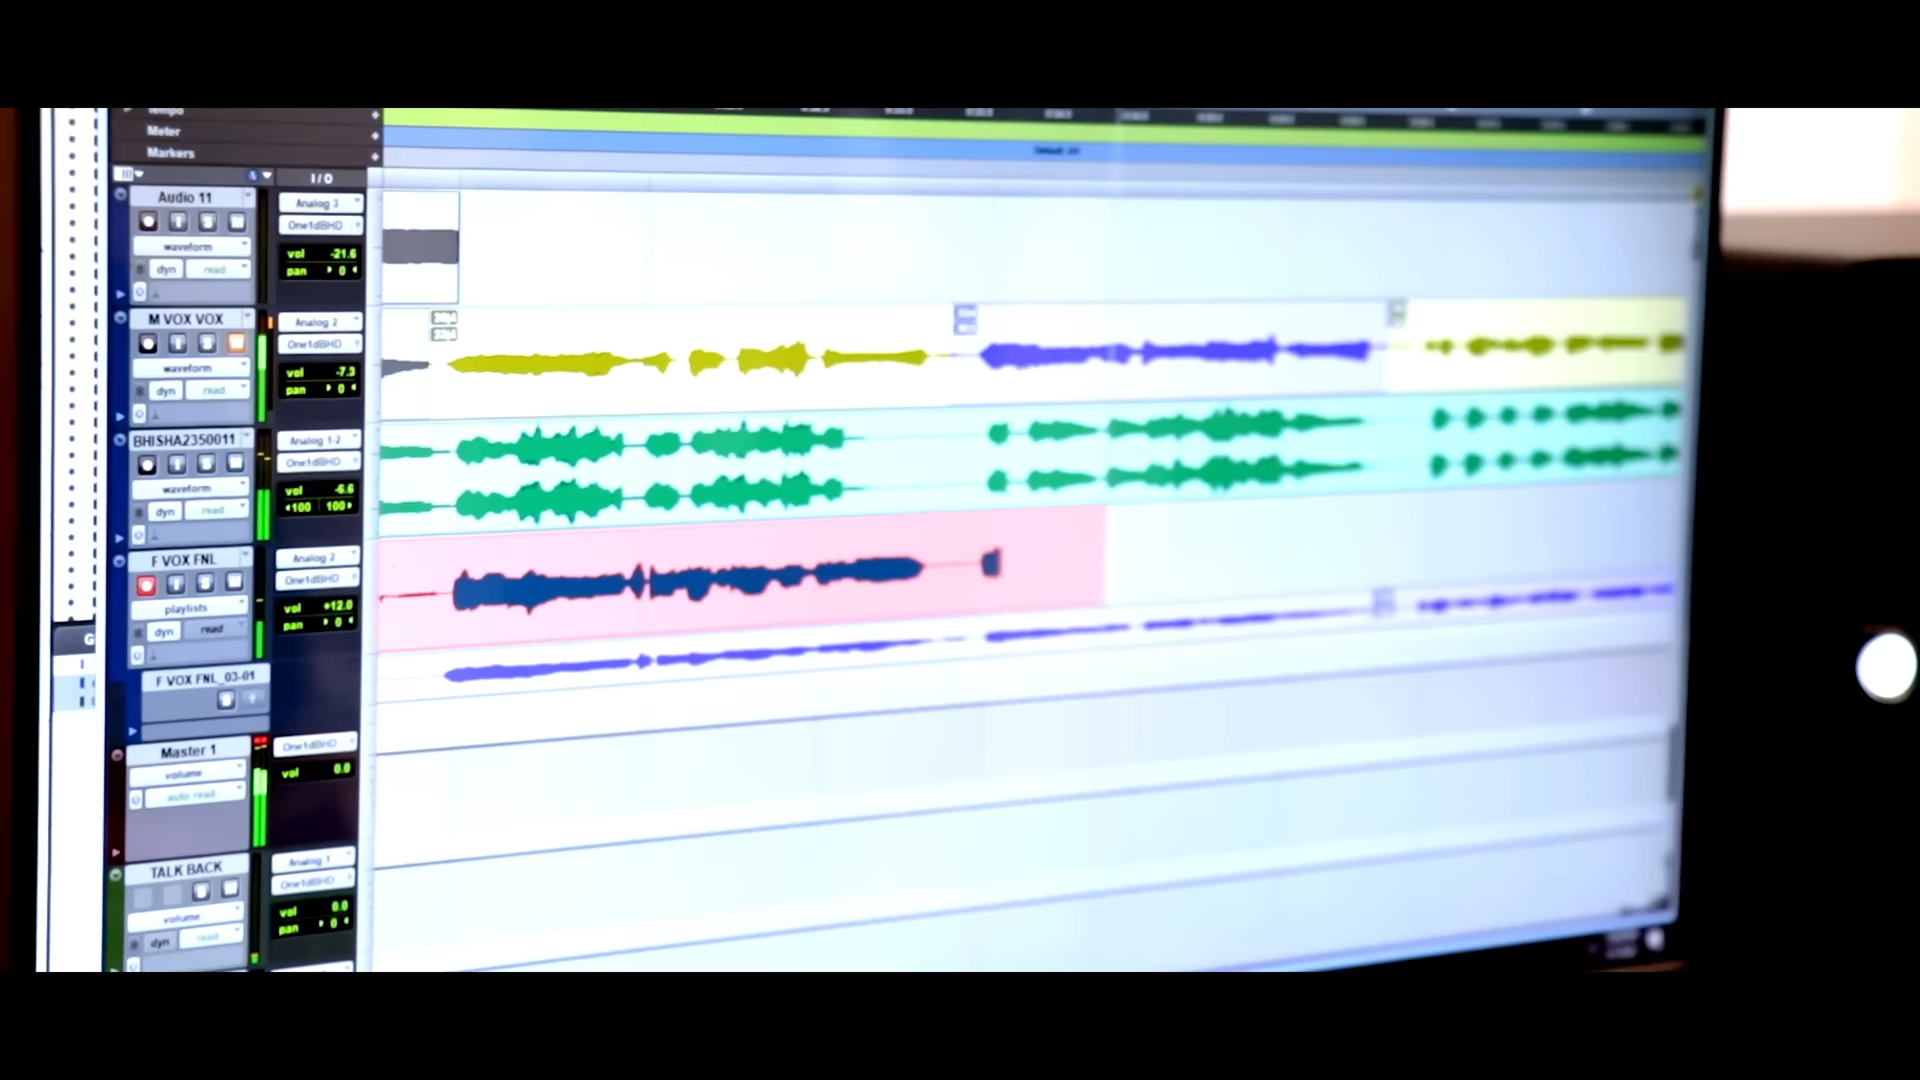 Tempo
Meter
Markers
I/O
Audio 11
Analog 3
One1dBHD
waveform
vol -21.6
dyn read
pan 0
M VOX VOX
Analog 2
One1dBHD
waveform
vol -7.3
dyn read
pan 0
BHISHA2350011
Analog 1-2
One1dBHD
waveform
vol -6.6
dyn read
100 100
F VOX FNL
Analog 2
One1dBHD
playlists
vol +12.0
dyn read
pan 0
F VOX FNL_03-01
Master 1
One1dBHD
volume
vol 0.0
auto read
TALK BACK
Analog 1
One1dBHD
volume
vol 0.0
dyn read
pan 0